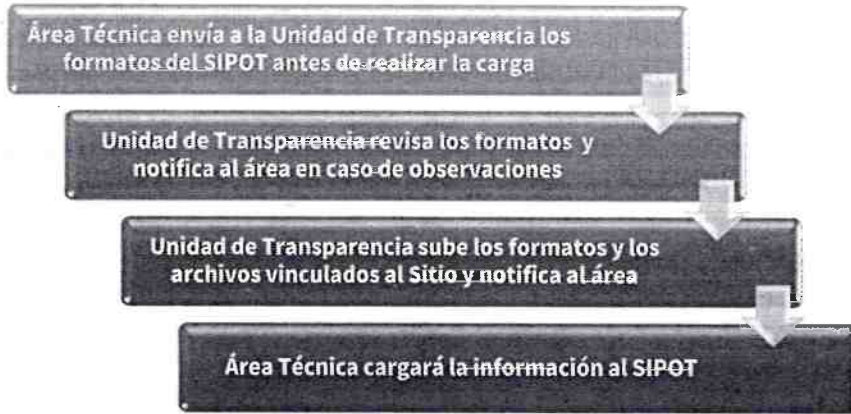 Área Técnica envía a la Unidad de Transparencia los
formatos del SIPOT antes de realizar la carga
Unidad de Transparencia revisa los formatos y
notifica al área en caso de observaciones
Unidad de Transparencia sube los formatos y los
archivos vinculados al Sitio y notifica al área
Área Técnica cargará la información al SIPOT